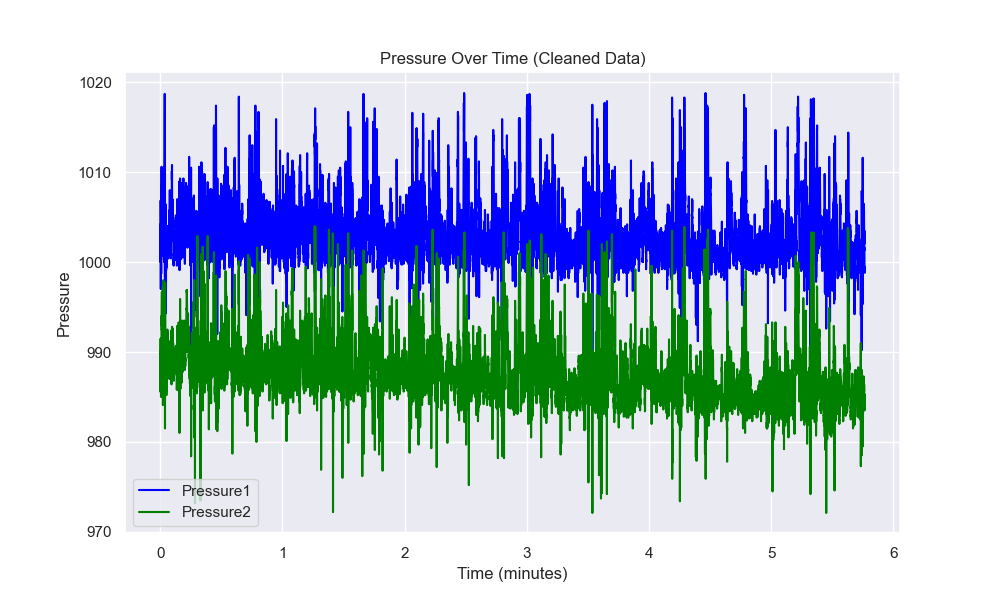 Pressure Over Time (Cleaned Data)
1020
1010
1000
990
980
970
Pressure
Pressure1
Pressure2
0 1 2 3 4 5 6
Time (minutes)